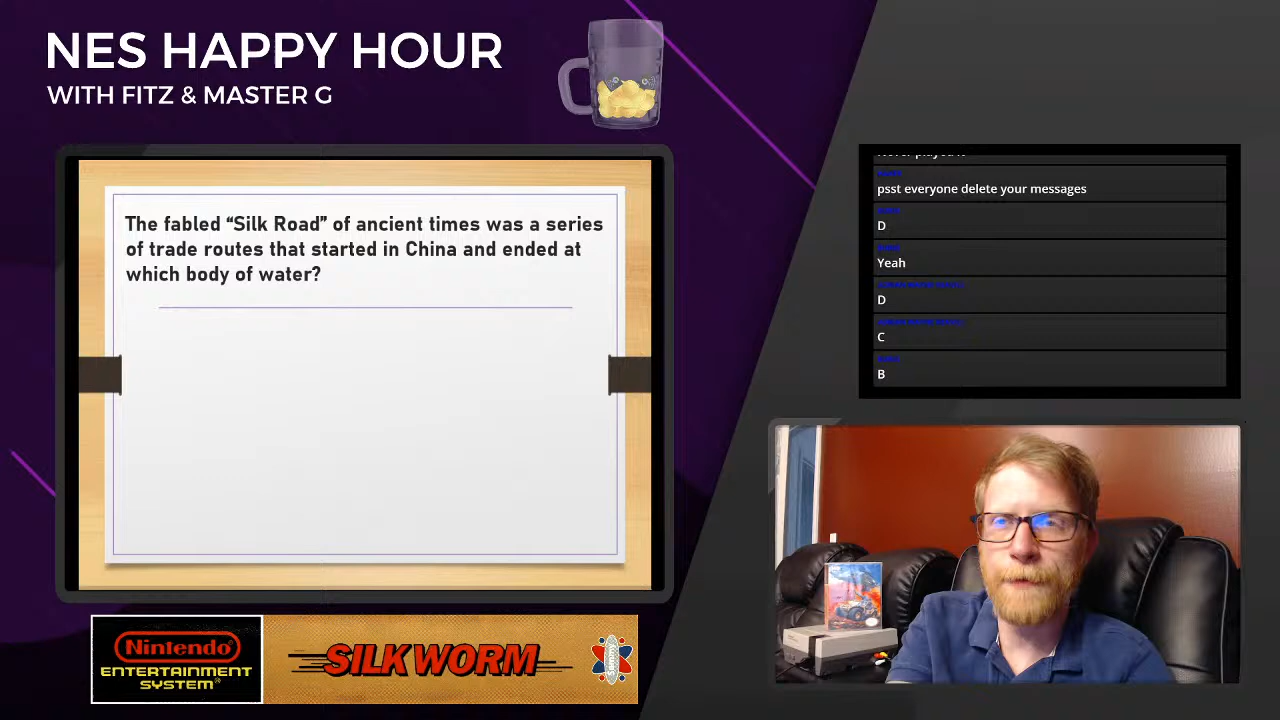 NES HAPPY HOUR
WITH FITZ & MASTER G
The fabled “Silk Road” of ancient times was a series
of trade routes that started in China and ended at
which body of water?
psst everyone delete your messages
D
Yeah
D
C
B
Nintendo
ENTERTAINMENT
SYSTEM
SILKWORM